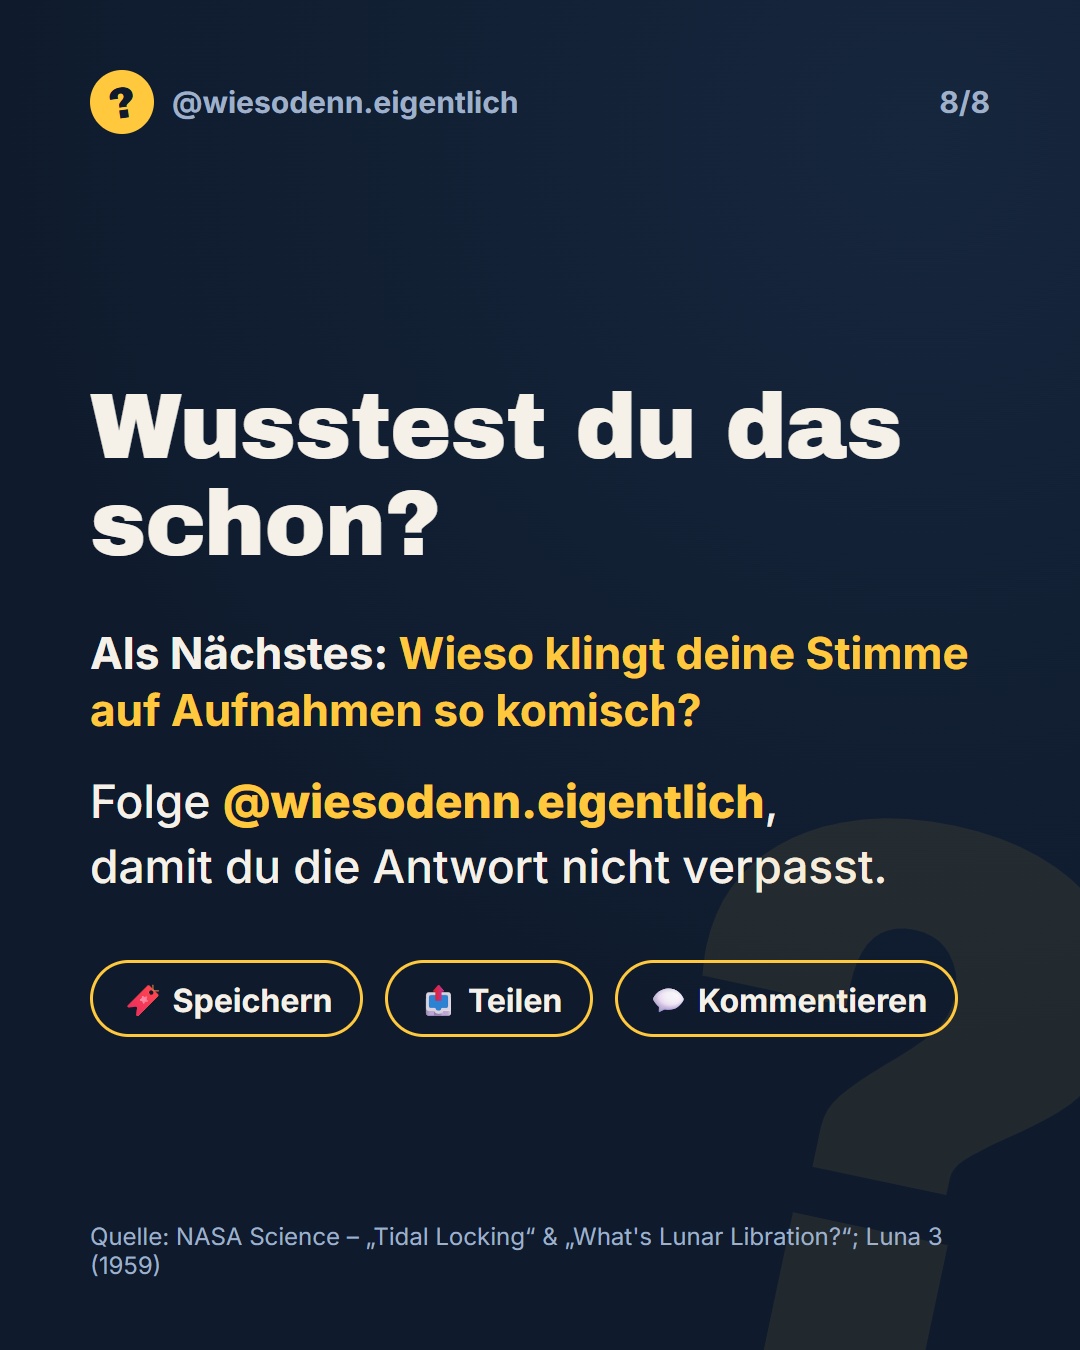 ?
@wiesodenn.eigentlich
8/8
Wusstest du das
schon?
Als Nächstes: Wieso klingt deine Stimme
auf Aufnahmen so komisch?
Folge @wiesodenn.eigentlich,
damit du die Antwort nicht verpasst.
Speichern
Teilen
Kommentieren
?
Quelle: NASA Science – „Tidal Locking“ & „What's Lunar Libration?“; Luna 3
(1959)